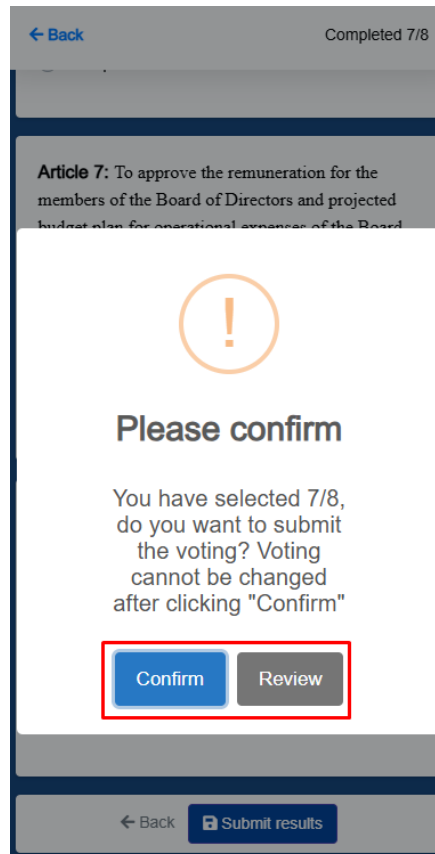 Back
Completed 7/8
Article 7: To approve the remuneration for the
members of the Board of Directors and projected
budget plan for operational expenses of the Board
!
Please confirm
You have selected 7/8,
do you want to submit
the voting? Voting
cannot be changed
after clicking "Confirm"
Confirm
Review
Back
Submit results